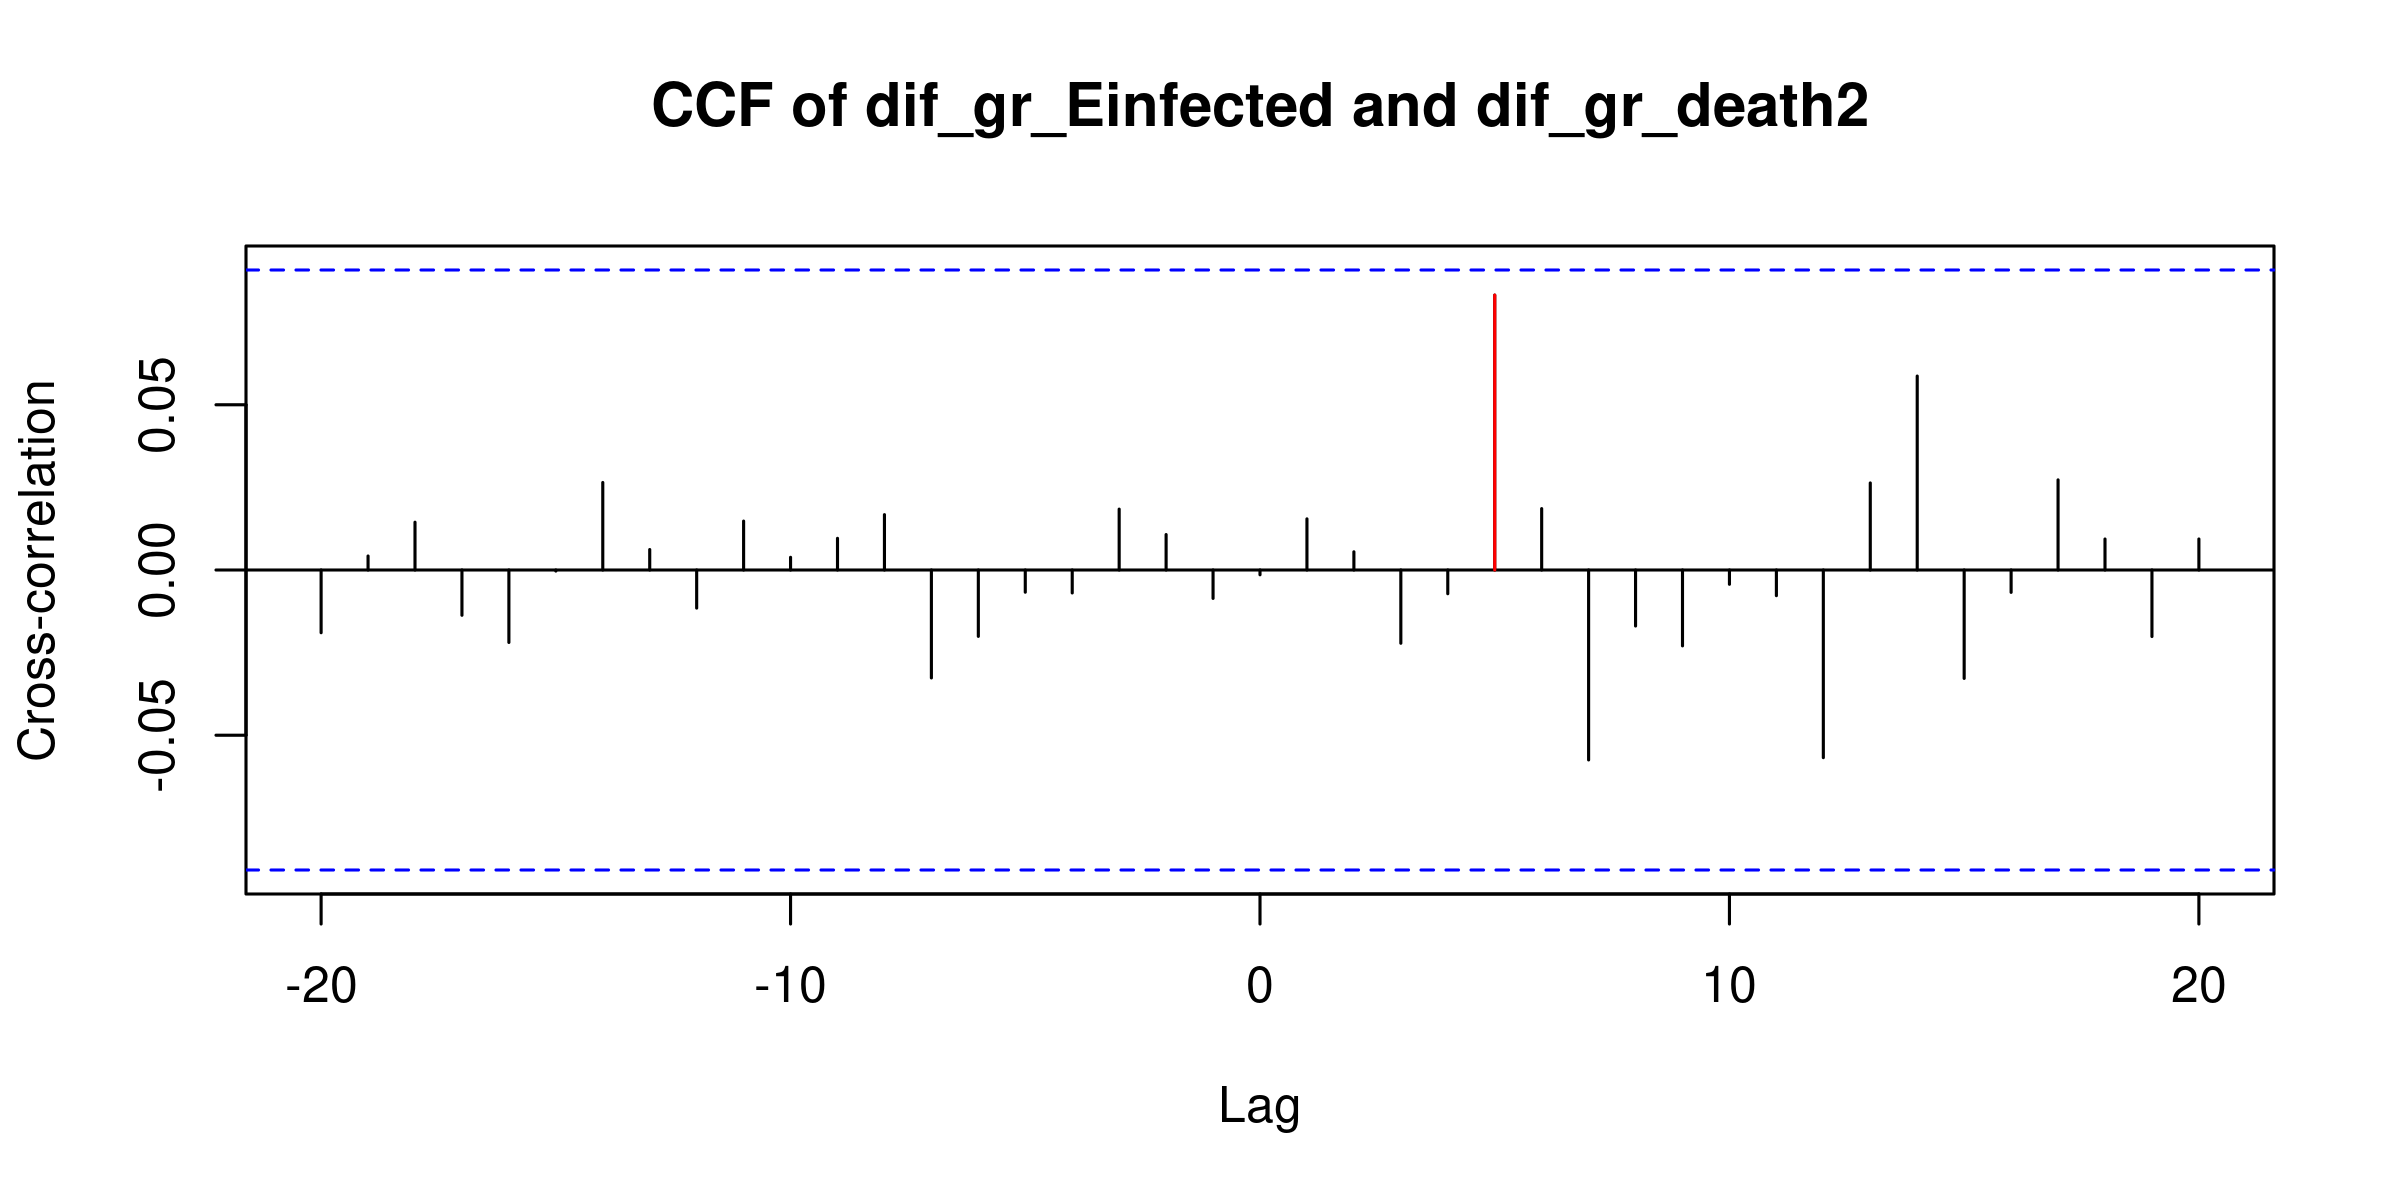 CCF of dif_gr_Einfected and dif_gr_death2
Cross-correlation
0.05
0.00
-0.05
-20 -10 0 10 20
Lag